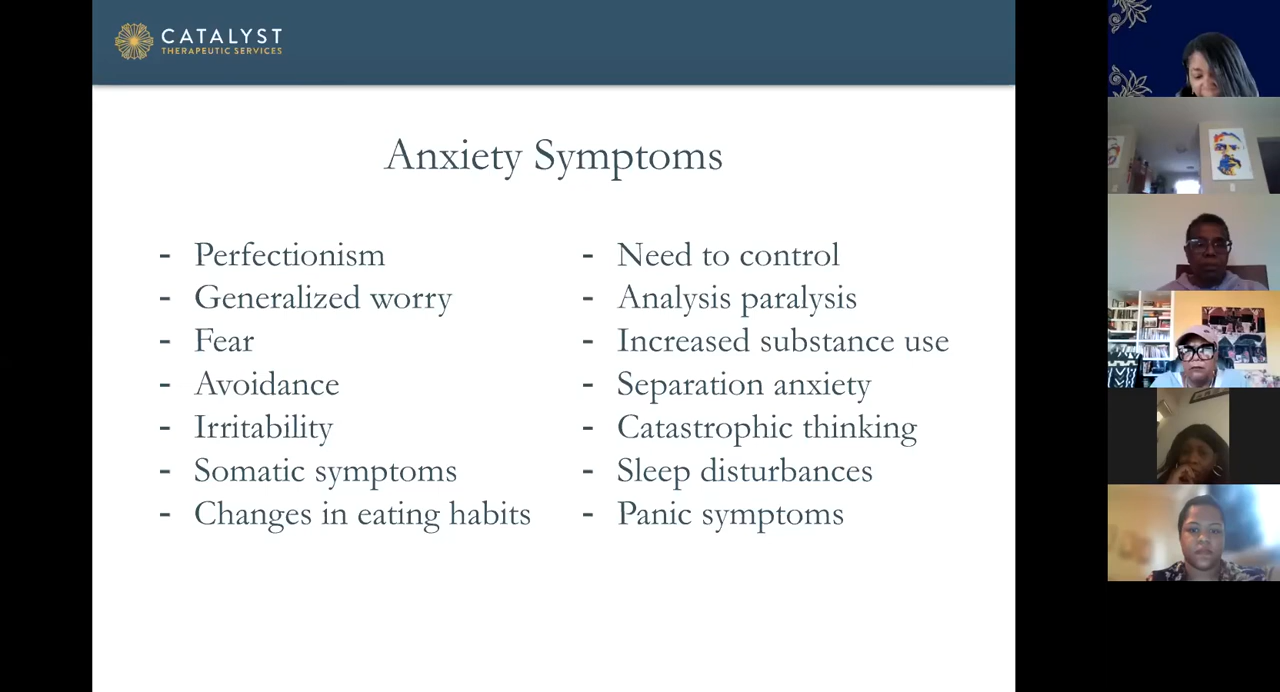 CATALYST
THERAPEUTIC SERVICES
Anxiety Symptoms
- Perfectionism
- Generalized worry
- Fear
- Avoidance
- Irritability
- Somatic symptoms
- Changes in eating habits
- Need to control
- Analysis paralysis
- Increased substance use
- Separation anxiety
- Catastrophic thinking
- Sleep disturbances
- Panic symptoms